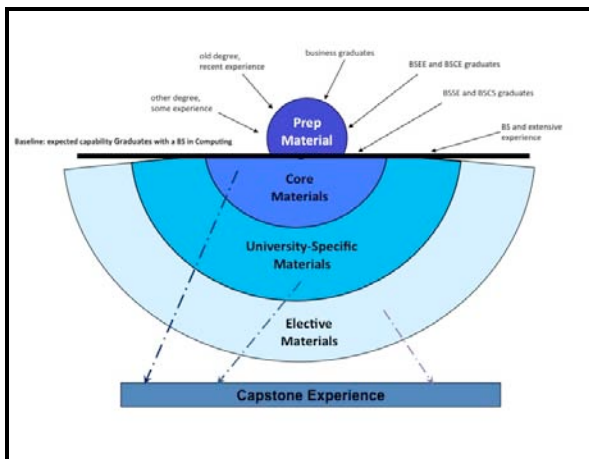 business graduates
old degree,
recent experience
BSEE and BSCE graduates
other degree,
some experience
BSSE and BSCS graduates
Prep
Material
BS and extensive
experience
Baseline: expected capability Graduates with a BS in Computing
Core
Materials
University-Specific
Materials
Elective
Materials
Capstone Experience